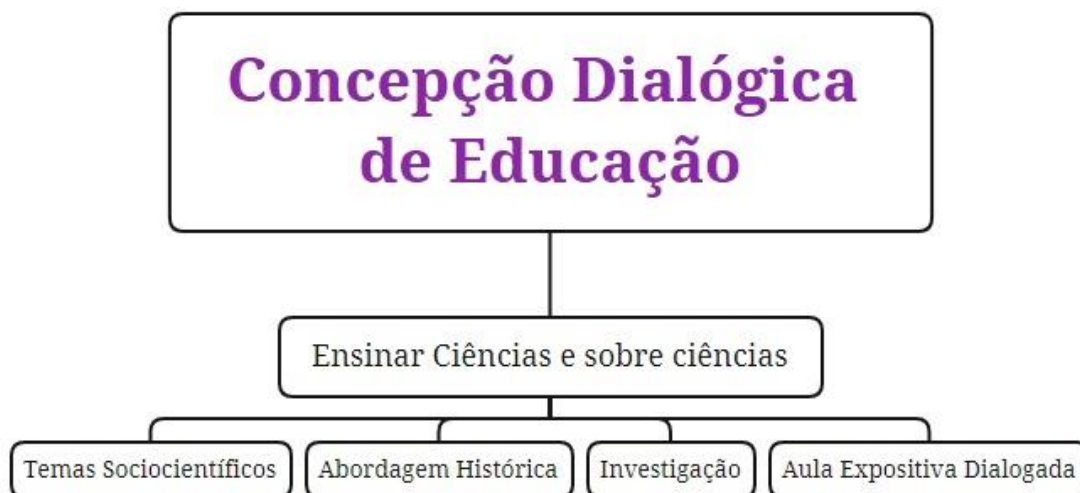 Concepção Dialógica
de Educação
Ensinar Ciências e sobre ciências
Temas Sociocientíficos
Abordagem Histórica
Investigação
Aula Expositiva Dialogada